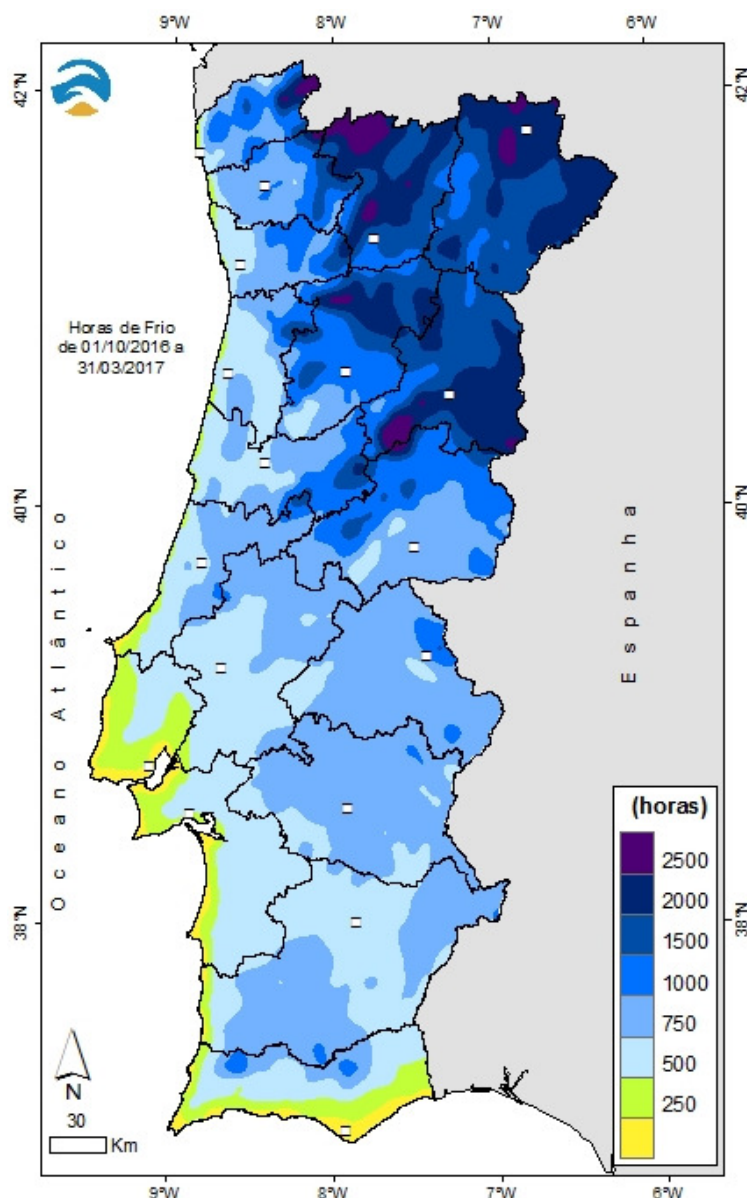 9°W 8°W 7°W 6°W
42°N 42°N
Horas de Frio
de 01/10/2016 a
31/03/2017
40°N 40°N
Oceano Atlântico
Espanha
(horas)
2500
2000
1500
1000
750
500
250
38°N 38°N
N
30
Km
9°W 8°W 7°W 6°W